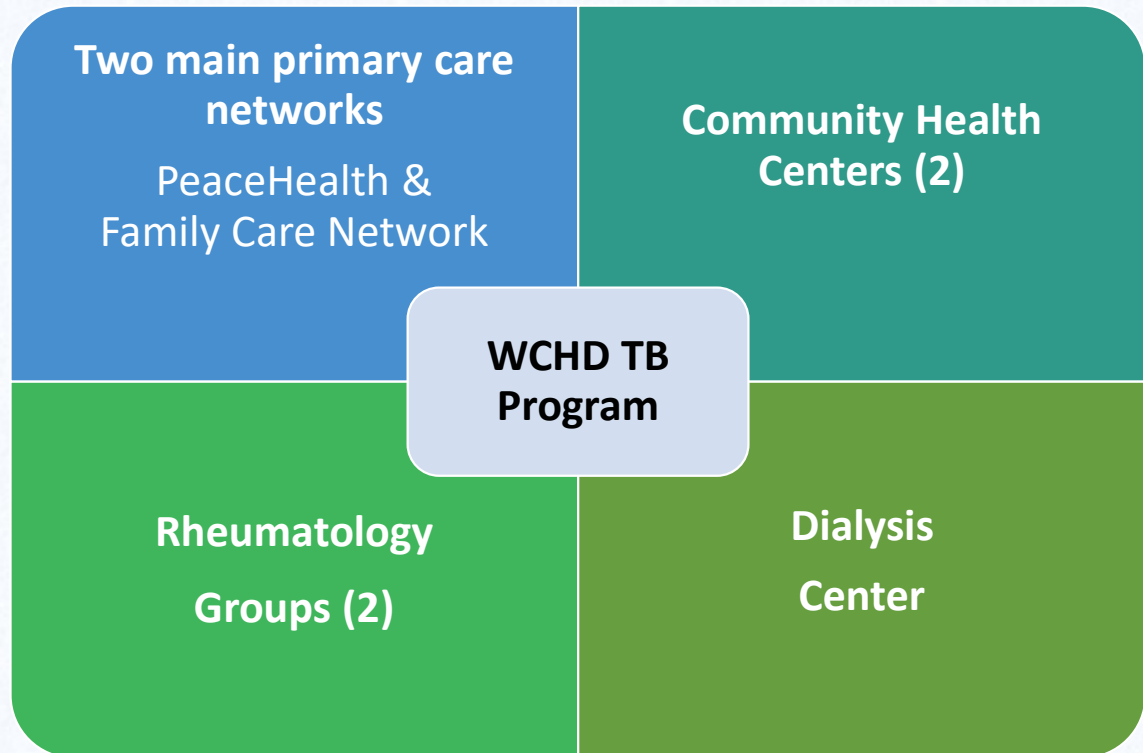 Two main primary care
networks
PeaceHealth &
Family Care Network
Community Health
Centers (2)
WCHD TB
Program
Rheumatology
Groups (2)
Dialysis
Center